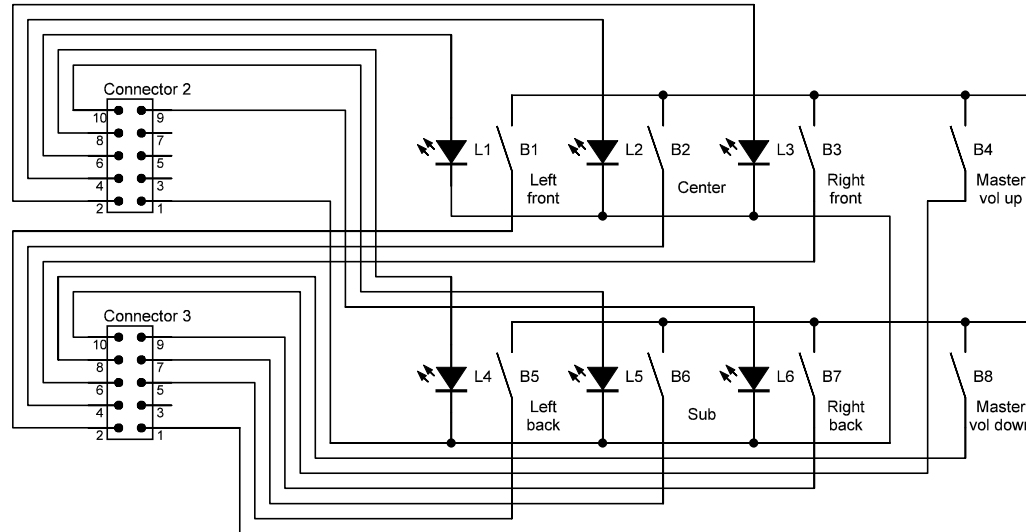 Connector 2
10 9
8 7
6 5
4 3
2 1
L1 B1 L2 B2 L3 B3 B4
Left
front
Center
Right
front
Master
vol up
Connector 3
10 9
8 7
6 5
4 3
2 1
L4 B5 L5 B6 L6 B7 B8
Left
back
Sub
Right
back
Master
vol down